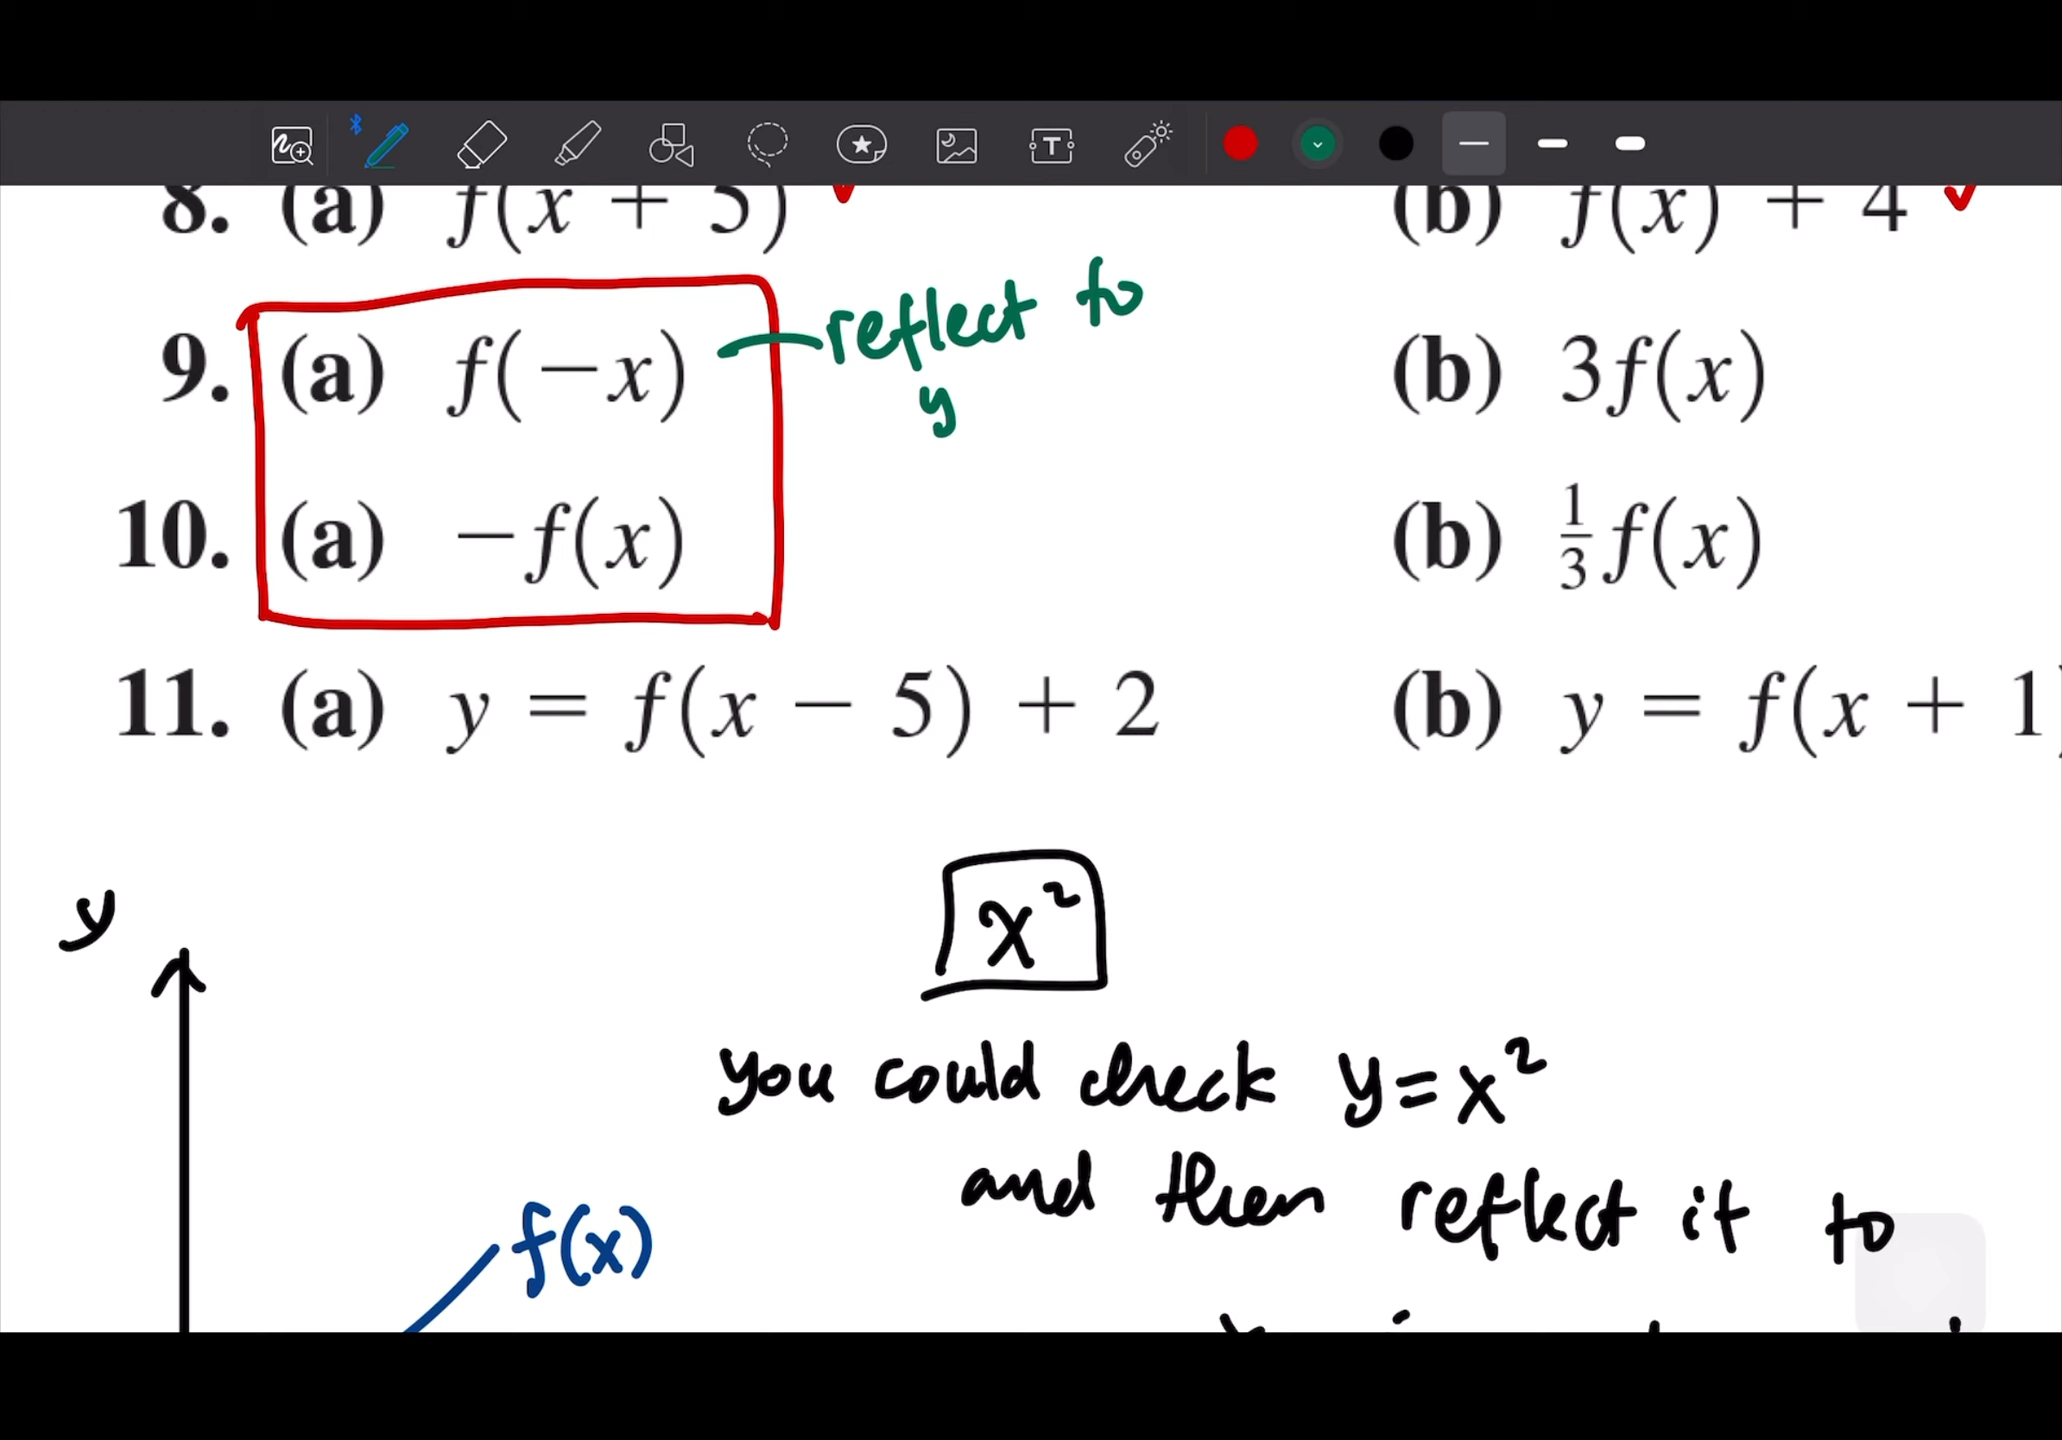 8. (a) f(x + 5) (b) f(x) + 4
9. (a) f(−x) reflect to y (b) 3f(x)
10. (a) −f(x) (b) 1/3 f(x)
11. (a) y = f(x − 5) + 2 (b) y = f(x + 1)
x²
y
you could check y=x²
and then reflect it to
f(x)